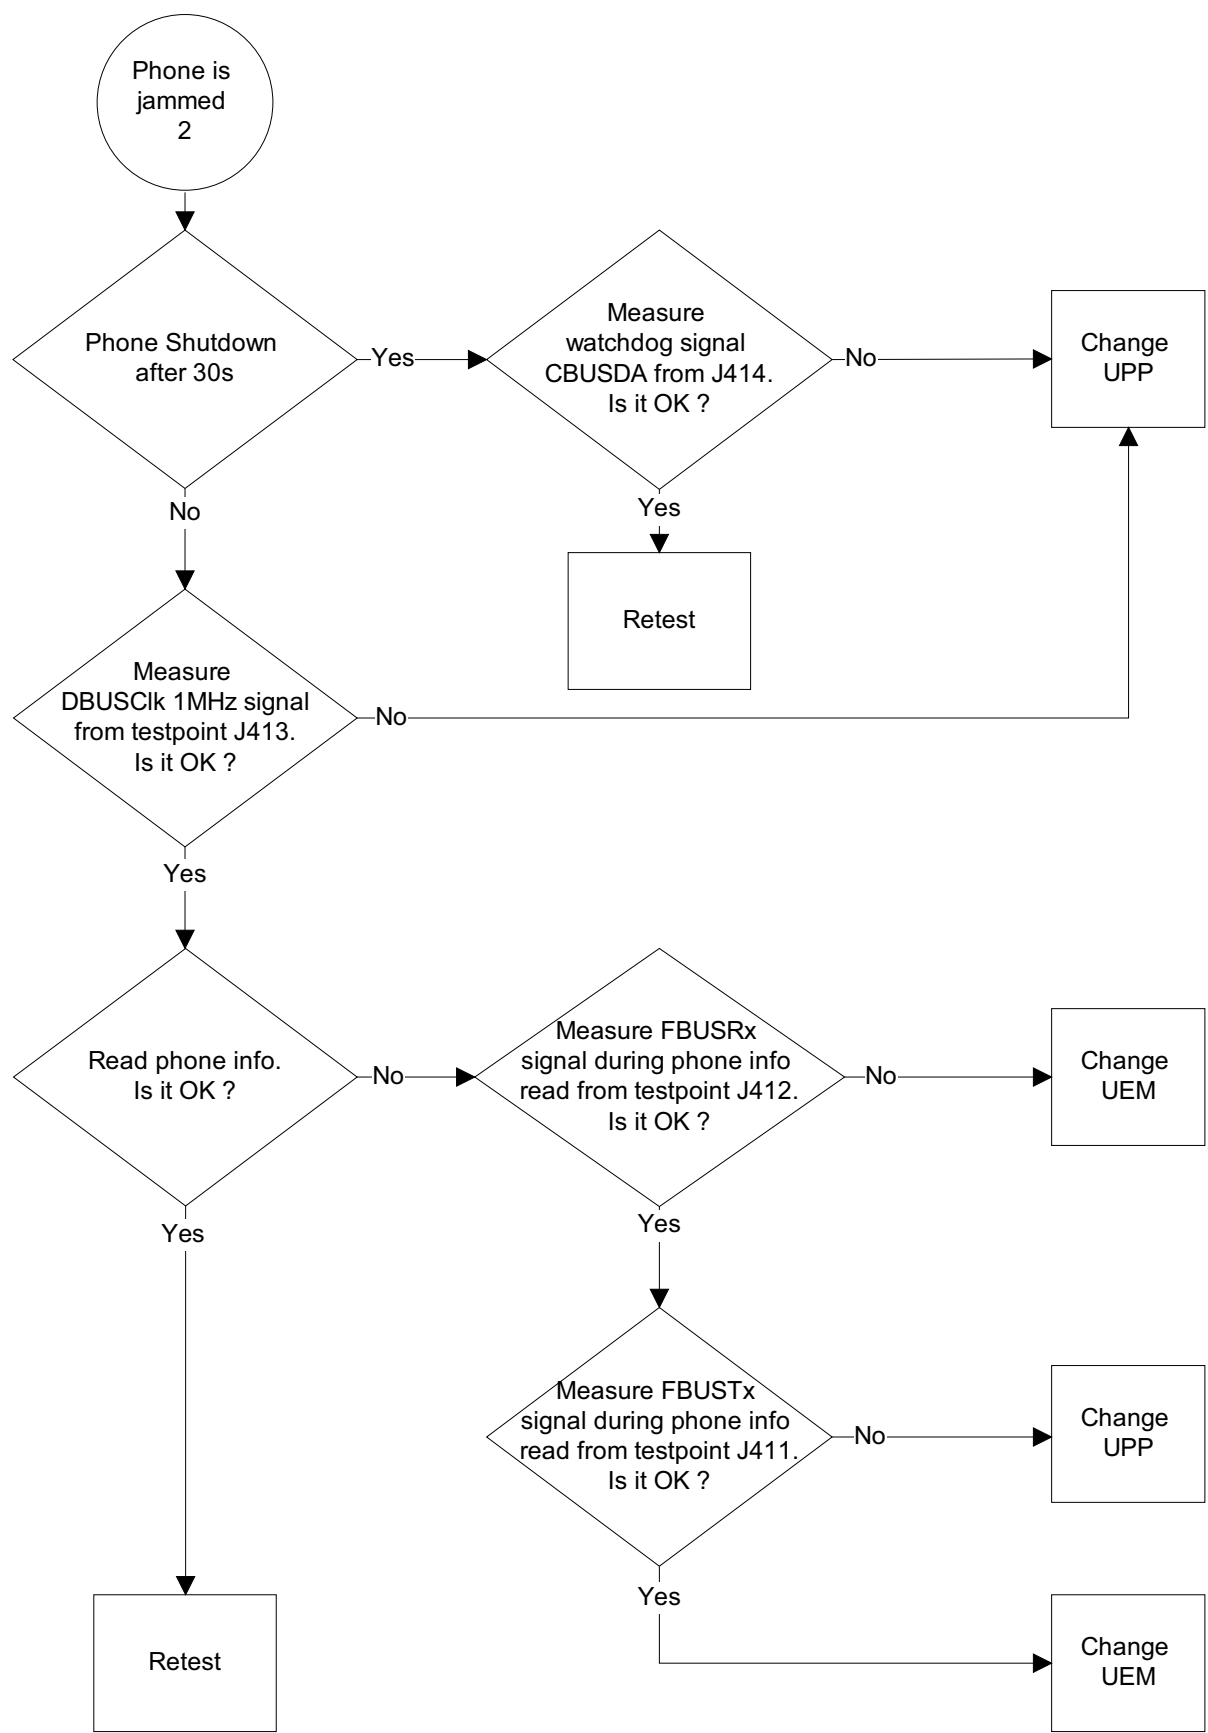 Phone is
jammed
2
Phone Shutdown
after 30s
Yes
Measure
watchdog signal
CBUSDA from J414.
Is it OK ?
No
Change
UPP
No
Yes
Retest
Measure
DBUSClk 1MHz signal
from testpoint J413.
Is it OK ?
No
Yes
Read phone info.
Is it OK ?
No
Measure FBUSRx
signal during phone info
read from testpoint J412.
Is it OK ?
No
Change
UEM
Yes
Yes
Measure FBUSTx
signal during phone info
read from testpoint J411.
Is it OK ?
No
Change
UPP
Yes
Change
UEM
Retest